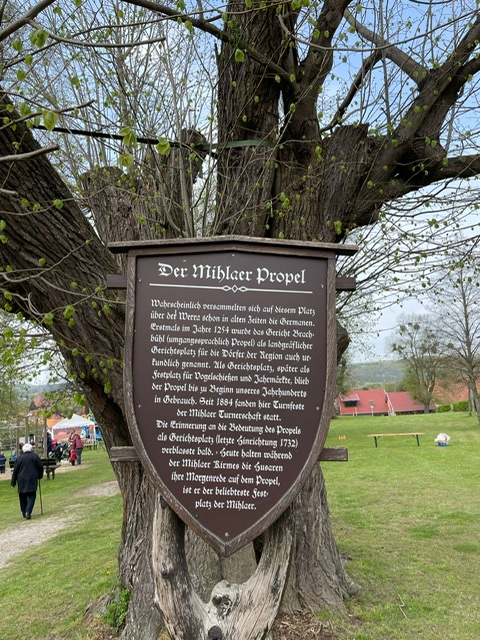 Der Mihlaer Propel
Wahrscheinlich versammelten sich auf diesem Platz
über der Werra schon in alten Zeiten die Germanen.
Erstmals im Jahre 1254 wurde das Gericht Brach-
bühl (umgangssprachlich Propel) als landgräflicher
Gerichtsplatz für die Dörfer der Region auch ur-
kundlich genannt. Als Gerichtsplatz, später als
Festplatz für Vogelschießen und Jahrmärkte, blieb
der Propel bis zu Beginn unseres Jahrhunderts
in Gebrauch. Seit 1884 fanden hier Turnfeste
der Mihlaer Turnerschaft statt.
Die Erinnerung an die Bedeutung des Propels
als Gerichtsplatz (letzte Hinrichtung 1732)
verblasste bald. · Heute halten während
der Mihlaer Kirmes die Husaren
ihre Morgenrede auf dem Propel,
ist er der beliebteste Fest-
platz der Mihlaer.